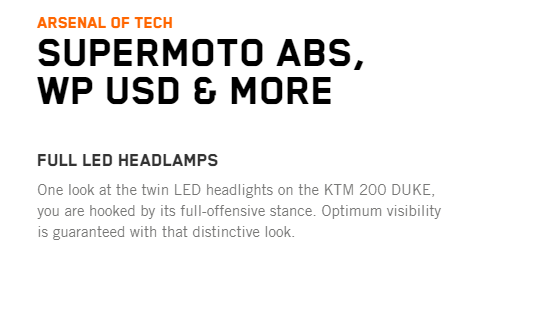 ARSENAL OF TECH
SUPERMOTO ABS,
WP USD & MORE
FULL LED HEADLAMPS
One look at the twin LED headlights on the KTM 200 DUKE,
you are hooked by its full-offensive stance. Optimum visibility
is guaranteed with that distinctive look.